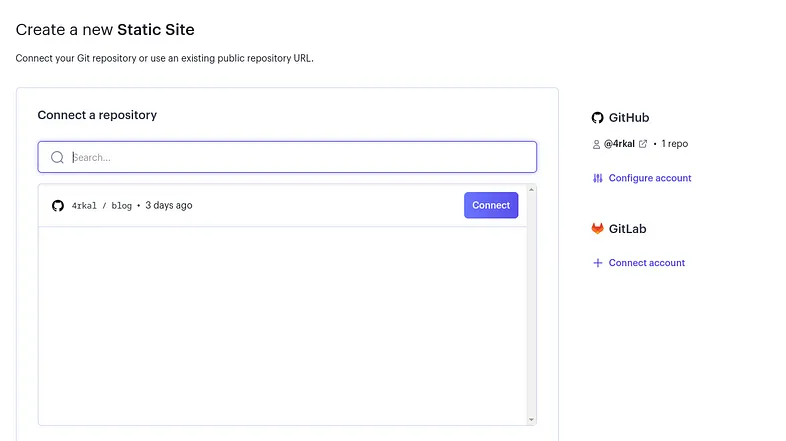 Create a new Static Site
Connect your Git repository or use an existing public repository URL.
Connect a repository
Search...
4rkal / blog • 3 days ago
Connect
GitHub
@4rkal • 1 repo
Configure account
GitLab
Connect account